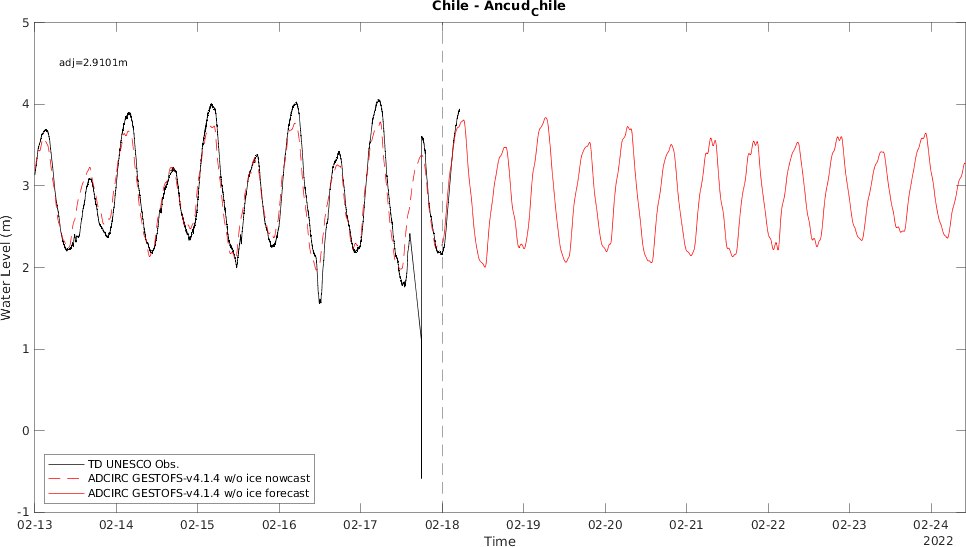 Chile - Ancud_Chile
adj=2.9101m
5
4
3
2
1
0
-1
Water Level (m)
TD UNESCO Obs.
ADCIRC GESTOFS-v4.1.4 w/o ice nowcast
ADCIRC GESTOFS-v4.1.4 w/o ice forecast
02-13 02-14 02-15 02-16 02-17 02-18 02-19 02-20 02-21 02-22 02-23 02-24
Time
2022